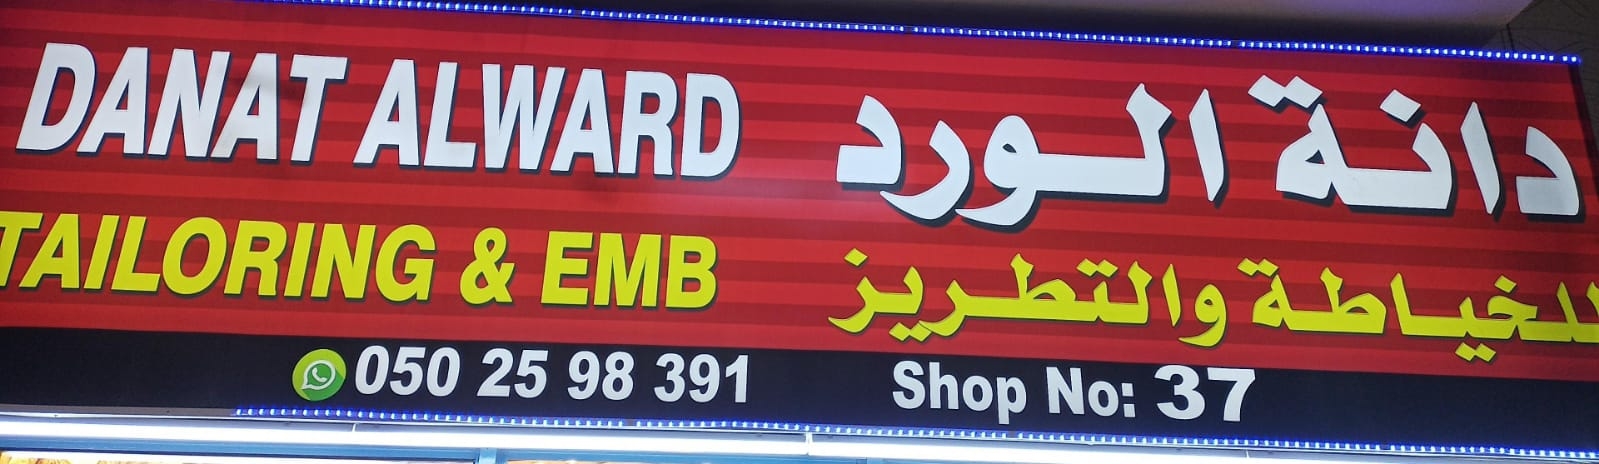 DANAT ALWARD
دانة الورد
TAILORING & EMB
للخياطة والتطريز
050 25 98 391
Shop No: 37